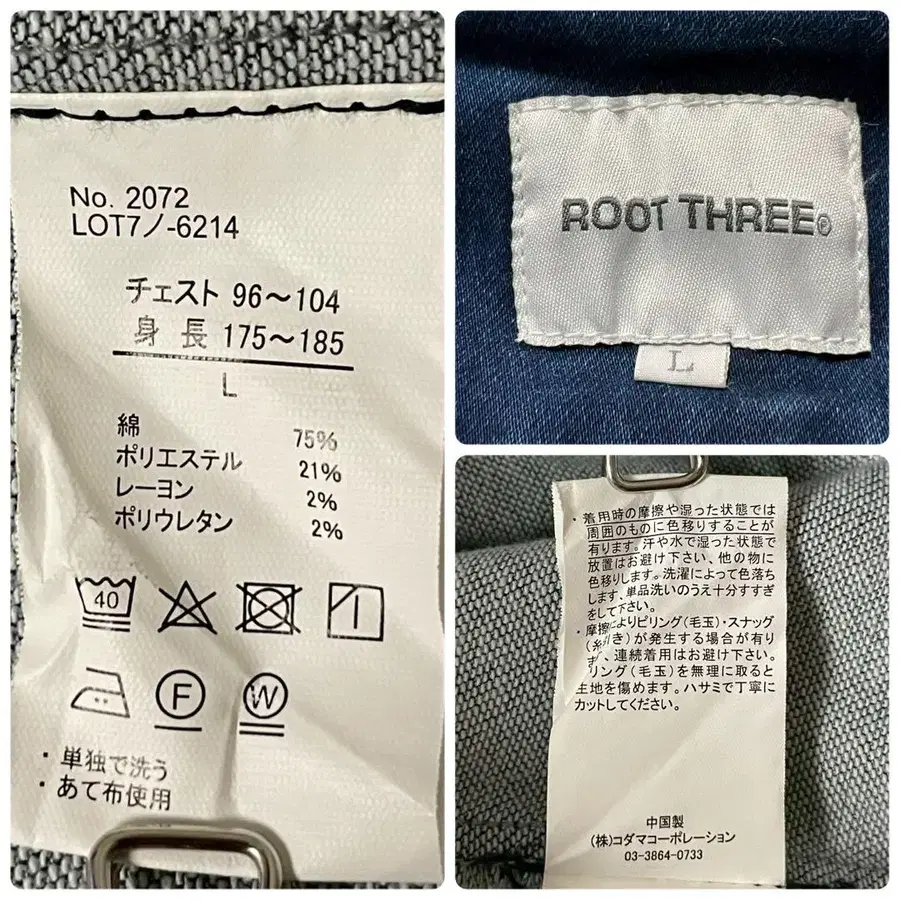 No. 2072
LOT7ノ-6214
チェスト 96～104
身 長 175～185
L
綿 75%
ポリエステル 21%
レーヨン 2%
ポリウレタン 2%
40
F
W
・単独で洗う
・あて布使用
ROOT THREE®
L
・着用時の摩擦や湿った状態では
周囲のものに色移りすることが
有ります。汗や水で湿った状態で
放置はお避け下さい、他の物に
色移りします。洗濯によって色落ち
します、単品洗いのうえ十分すすぎ
をして下さい。
・摩擦によりピリング(毛玉)・スナッグ
(糸引き)が発生する場合が有り
す、連続着用はお避け下さい。
リング(毛玉)を無理に取ると
生地を傷めます。ハサミで丁寧に
カットしてください。
中国製
(株)コダマコーポレーション
03-3864-0733